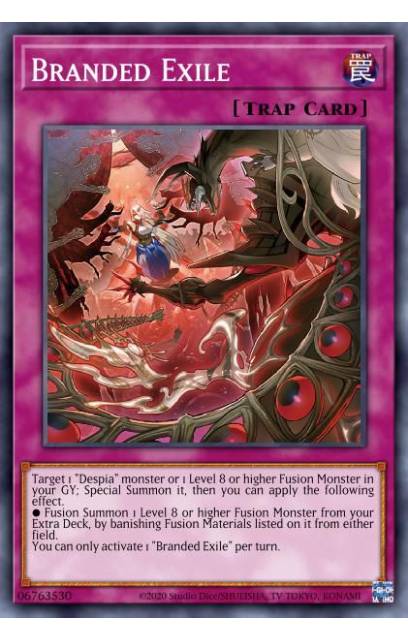 Branded Exile
TRAP
罠
[Trap Card]
Target 1 "Despia" monster or 1 Level 8 or higher Fusion Monster in
your GY; Special Summon it, then you can apply the following
effect.
● Fusion Summon 1 Level 8 or higher Fusion Monster from your
Extra Deck, by banishing Fusion Materials listed on it from either
field.
You can only activate 1 "Branded Exile" per turn.
06763530
©2020 Studio Dice/SHUEISHA, TV TOKYO, KONAMI